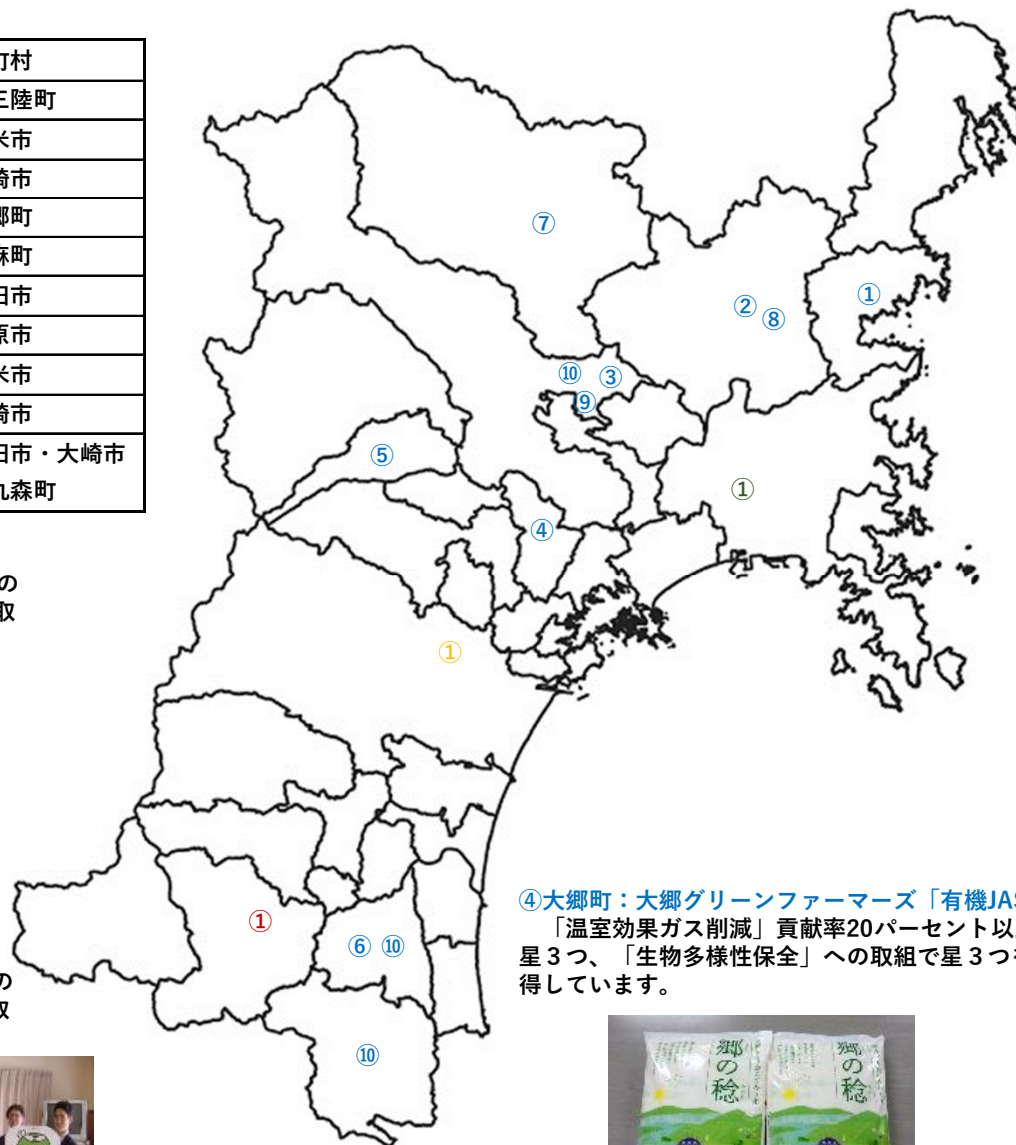 町村
三陸町
米市
崎市
郷町
麻町
田市
原市
米市
崎市
田市・大崎市
丸森町
の
取
⑦
①
②
⑧
⑩
③
⑨
⑤
①
④
①
①
⑥
⑩
⑩
④大郷町：大郷グリーンファーマーズ「有機JAS
「温室効果ガス削減」貢献率20パーセント以
星３つ、「生物多様性保全」への取組で星３つ
得しています。
の
取
郷の稔
郷の稔